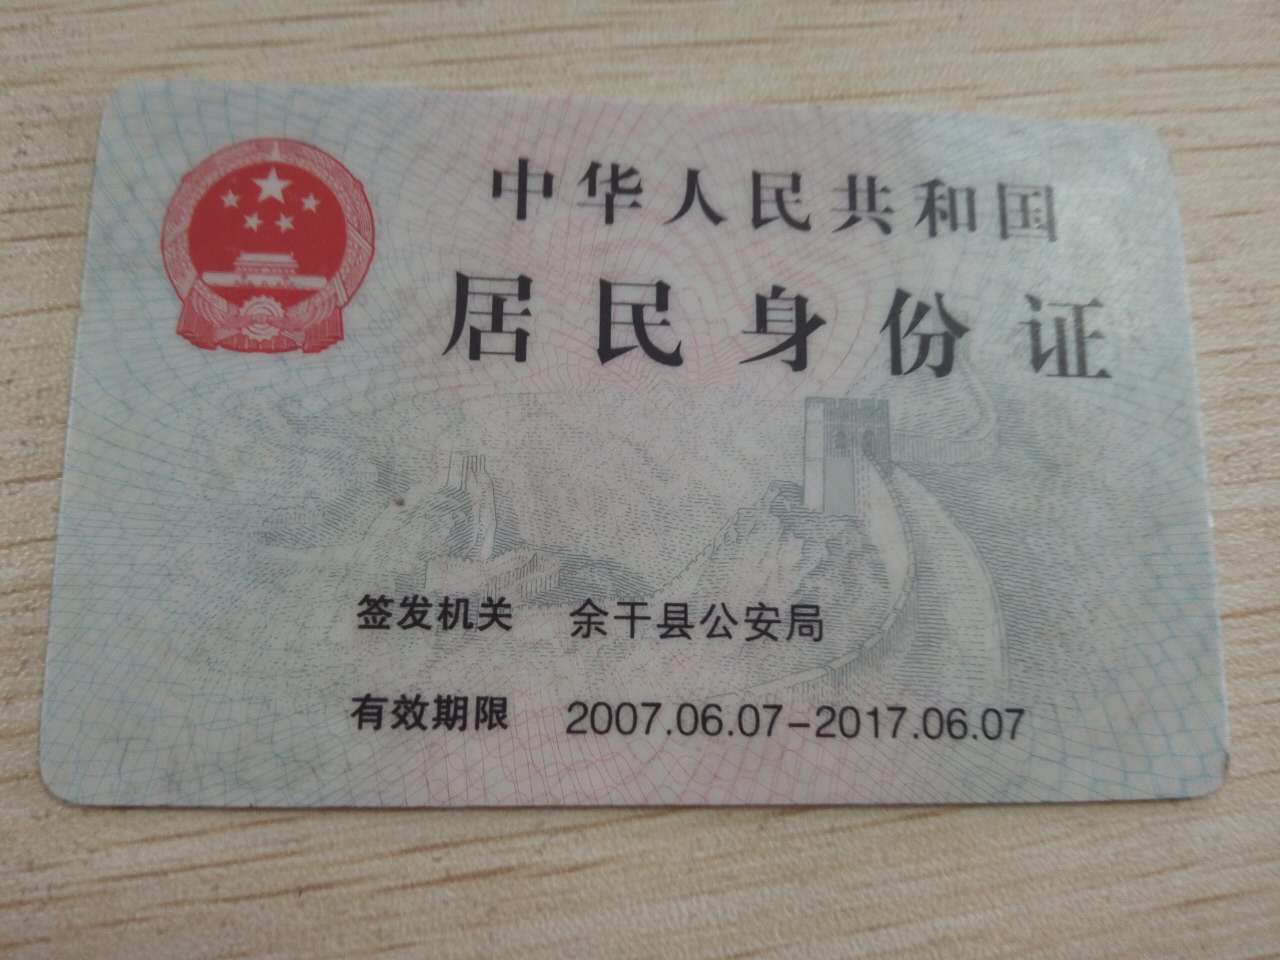 中华人民共和国
居民身份证
签发机关 余干县公安局
有效期限 2007.06.07-2017.06.07